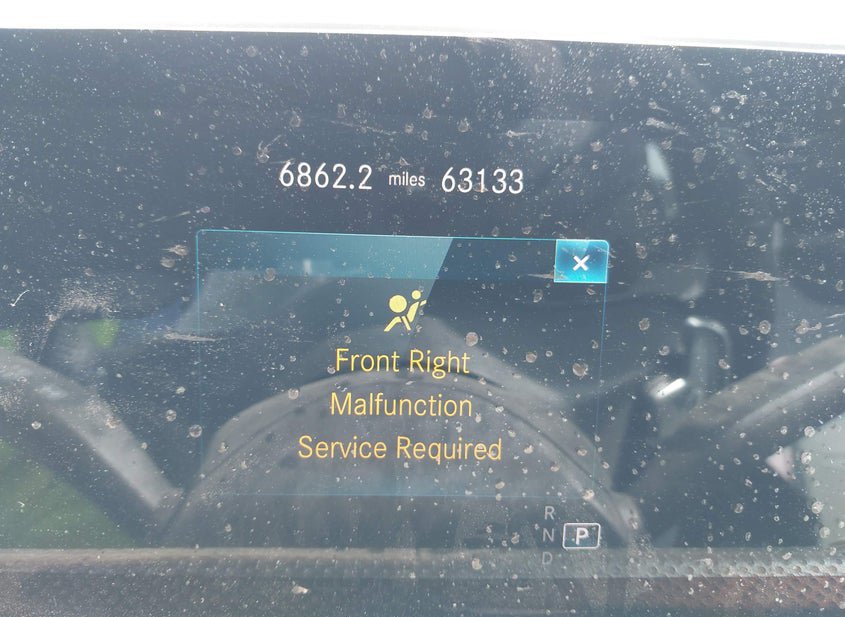 6862.2 miles 63133
×
Front Right
Malfunction
Service Required
R
N P
D